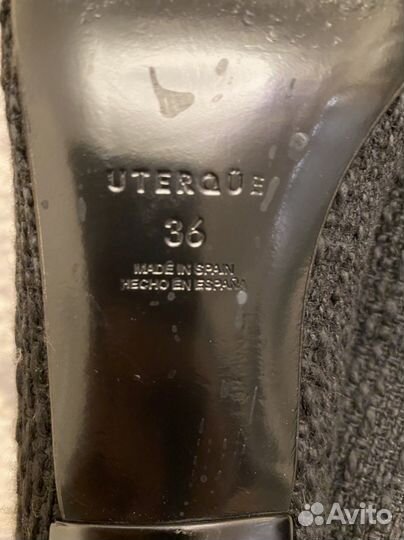 UTERQÜE
36
MADE IN SPAIN
HECHO EN ESPAÑA
Avito